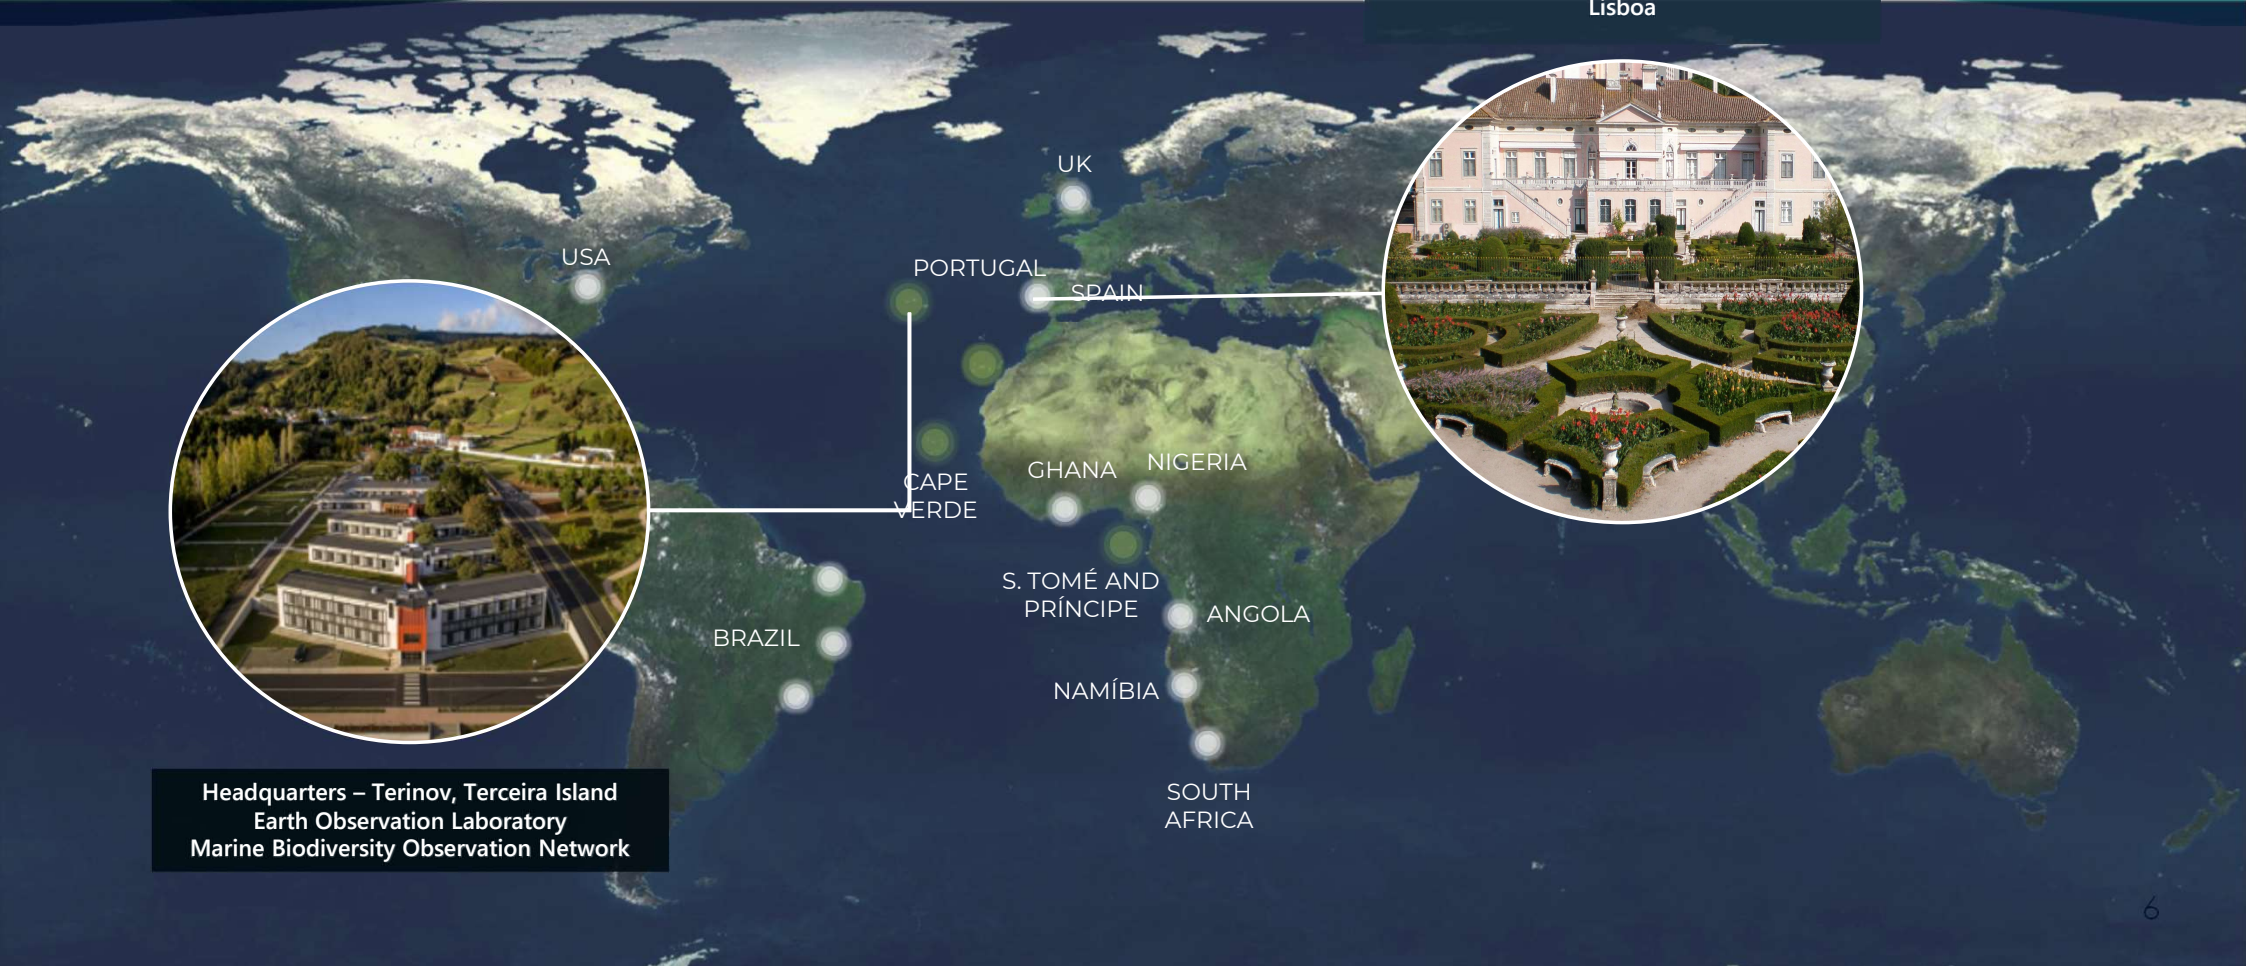 Lisboa
UK
USA
PORTUGAL
SPAIN
CAPE
VERDE
GHANA
NIGERIA
S. TOMÉ AND
PRÍNCIPE
ANGOLA
BRAZIL
NAMÍBIA
SOUTH
AFRICA
Headquarters – Terinov, Terceira Island
Earth Observation Laboratory
Marine Biodiversity Observation Network
6